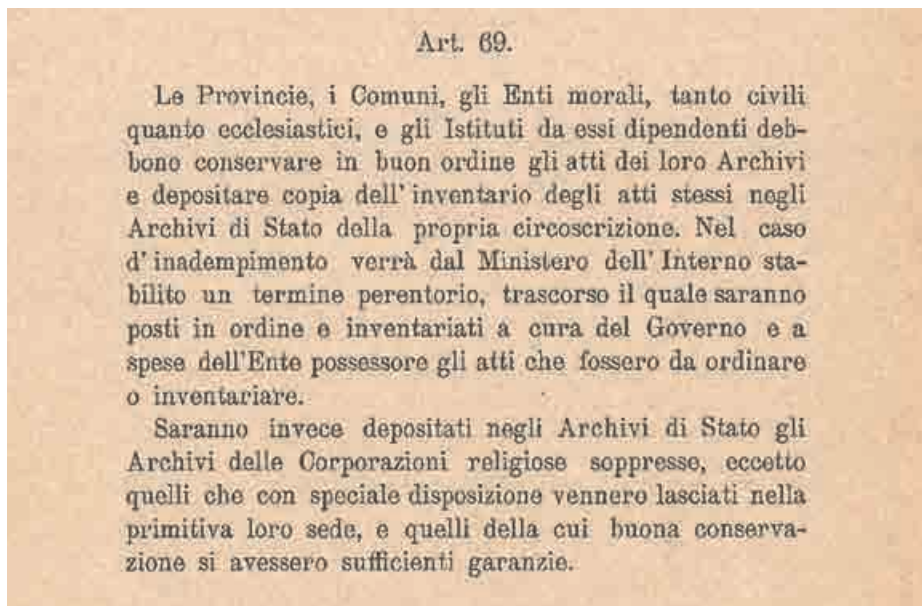 Art. 69.
Le Provincie, i Comuni, gli Enti morali, tanto civili
quanto ecclesiastici, e gli Istituti da essi dipendenti deb-
bono conservare in buon ordine gli atti dei loro Archivi
e depositare copia dell' inventario degli atti stessi negli
Archivi di Stato della propria circoscrizione. Nel caso
d' inadempimento verrà dal Ministero dell' Interno sta-
bilito un termine perentorio, trascorso il quale saranno
posti in ordine e inventariati a cura del Governo e a
spese dell'Ente possessore gli atti che fossero da ordinare
o inventariare.
Saranno invece depositati negli Archivi di Stato gli
Archivi delle Corporazioni religiose soppresse, eccetto
quelli che con speciale disposizione vennero lasciati nella
primitiva loro sede, e quelli della cui buona conserva-
zione si avessero sufficienti garanzie.